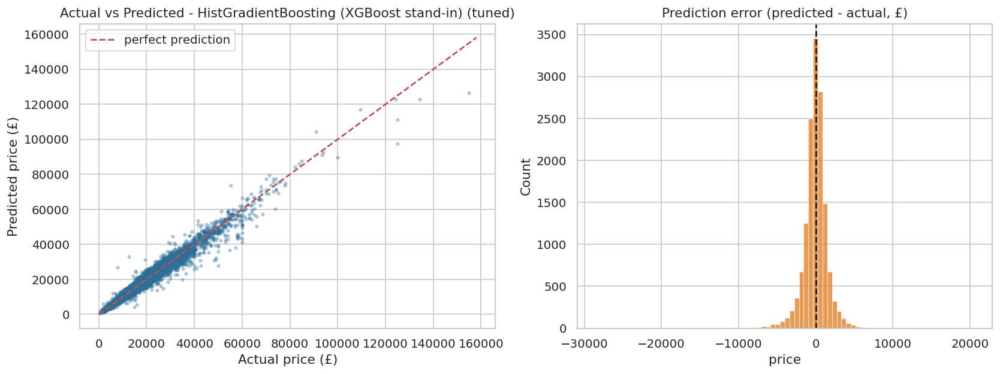 Actual vs Predicted - HistGradientBoosting (XGBoost stand-in) (tuned)
perfect prediction
160000
140000
120000
100000
80000
60000
40000
20000
0
Predicted price (£)
0 20000 40000 60000 80000 100000 120000 140000 160000
Actual price (£)
Prediction error (predicted - actual, £)
3500
3000
2500
2000
1500
1000
500
0
Count
−30000 −20000 −10000 0 10000 20000
price